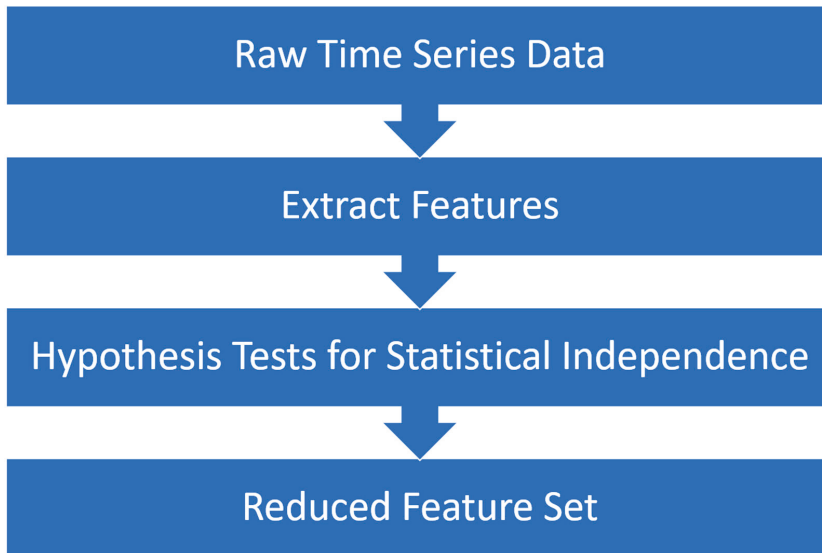 Raw Time Series Data
Extract Features
Hypothesis Tests for Statistical Independence
Reduced Feature Set